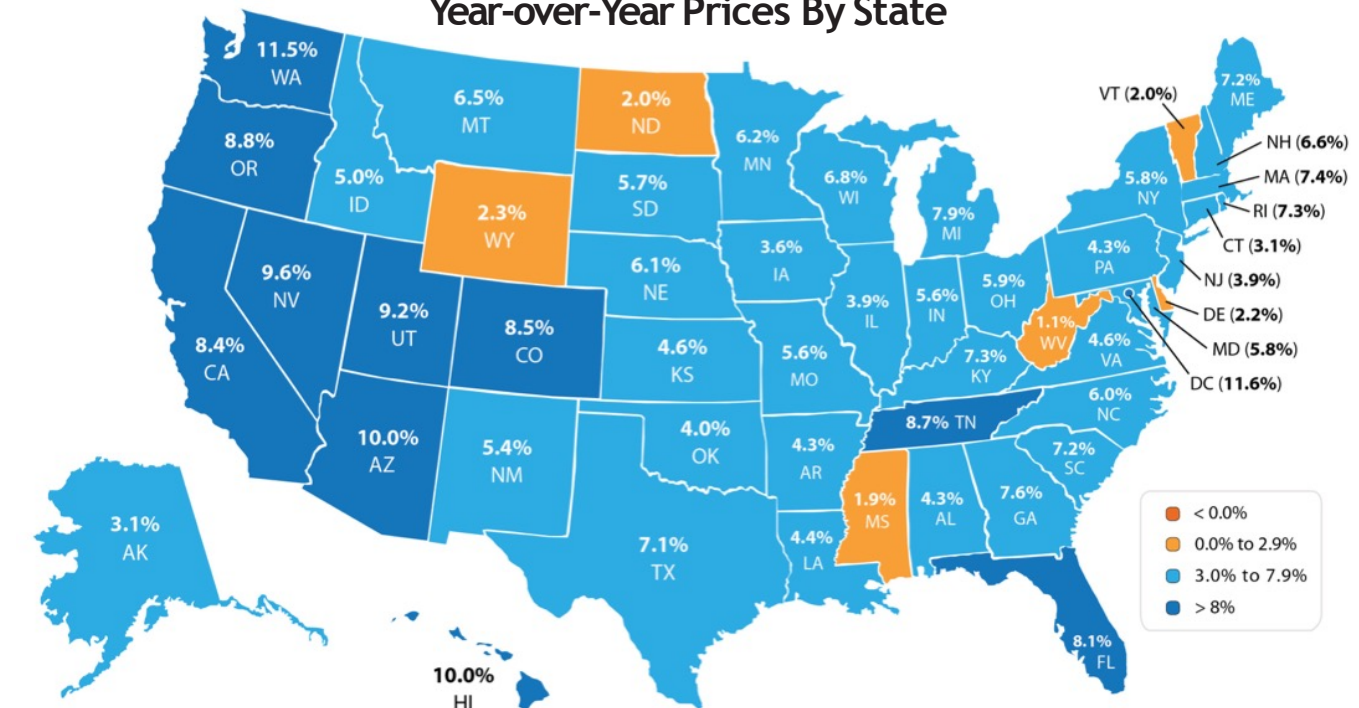 Year-over-Year Prices By State
11.5%
WA
8.8%
OR
8.4%
CA
9.6%
NV
5.0%
ID
6.5%
MT
2.3%
WY
9.2%
UT
8.5%
CO
10.0%
AZ
5.4%
NM
2.0%
ND
5.7%
SD
6.1%
NE
4.6%
KS
4.0%
OK
7.1%
TX
6.2%
MN
3.6%
IA
5.6%
MO
4.3%
AR
4.4%
LA
6.8%
WI
3.9%
IL
7.9%
MI
5.6%
IN
5.9%
OH
7.3%
KY
8.7% TN
1.9%
MS
4.3%
AL
7.6%
GA
8.1%
FL
7.2%
SC
6.0%
NC
4.6%
VA
1.1%
WV
4.3%
PA
5.8%
NY
7.2%
ME
VT (2.0%)
NH (6.6%)
MA (7.4%)
RI (7.3%)
CT (3.1%)
NJ (3.9%)
DE (2.2%)
MD (5.8%)
DC (11.6%)
3.1%
AK
10.0%
HI
< 0.0%
0.0% to 2.9%
3.0% to 7.9%
> 8%